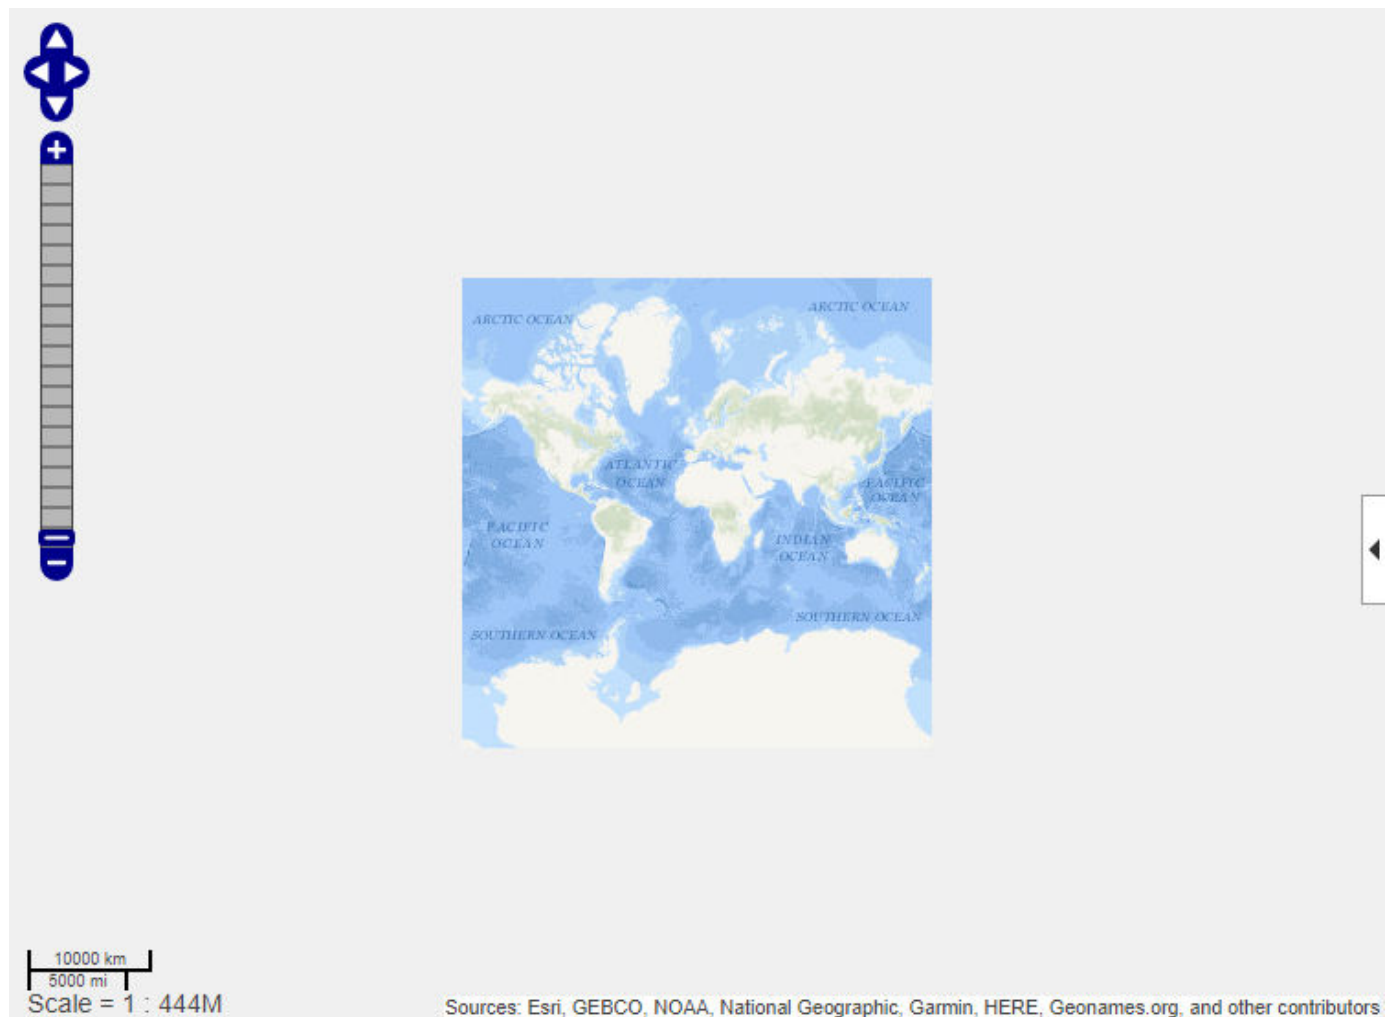 ARCTIC OCEAN
ARCTIC OCEAN
ATLANTIC
OCEAN
PACIFIC
OCEAN
PACIFIC
OCEAN
INDIAN
OCEAN
SOUTHERN OCEAN
SOUTHERN OCEAN
10000 km
5000 mi
Scale = 1 : 444M
Sources: Esri, GEBCO, NOAA, National Geographic, Garmin, HERE, Geonames.org, and other contributors